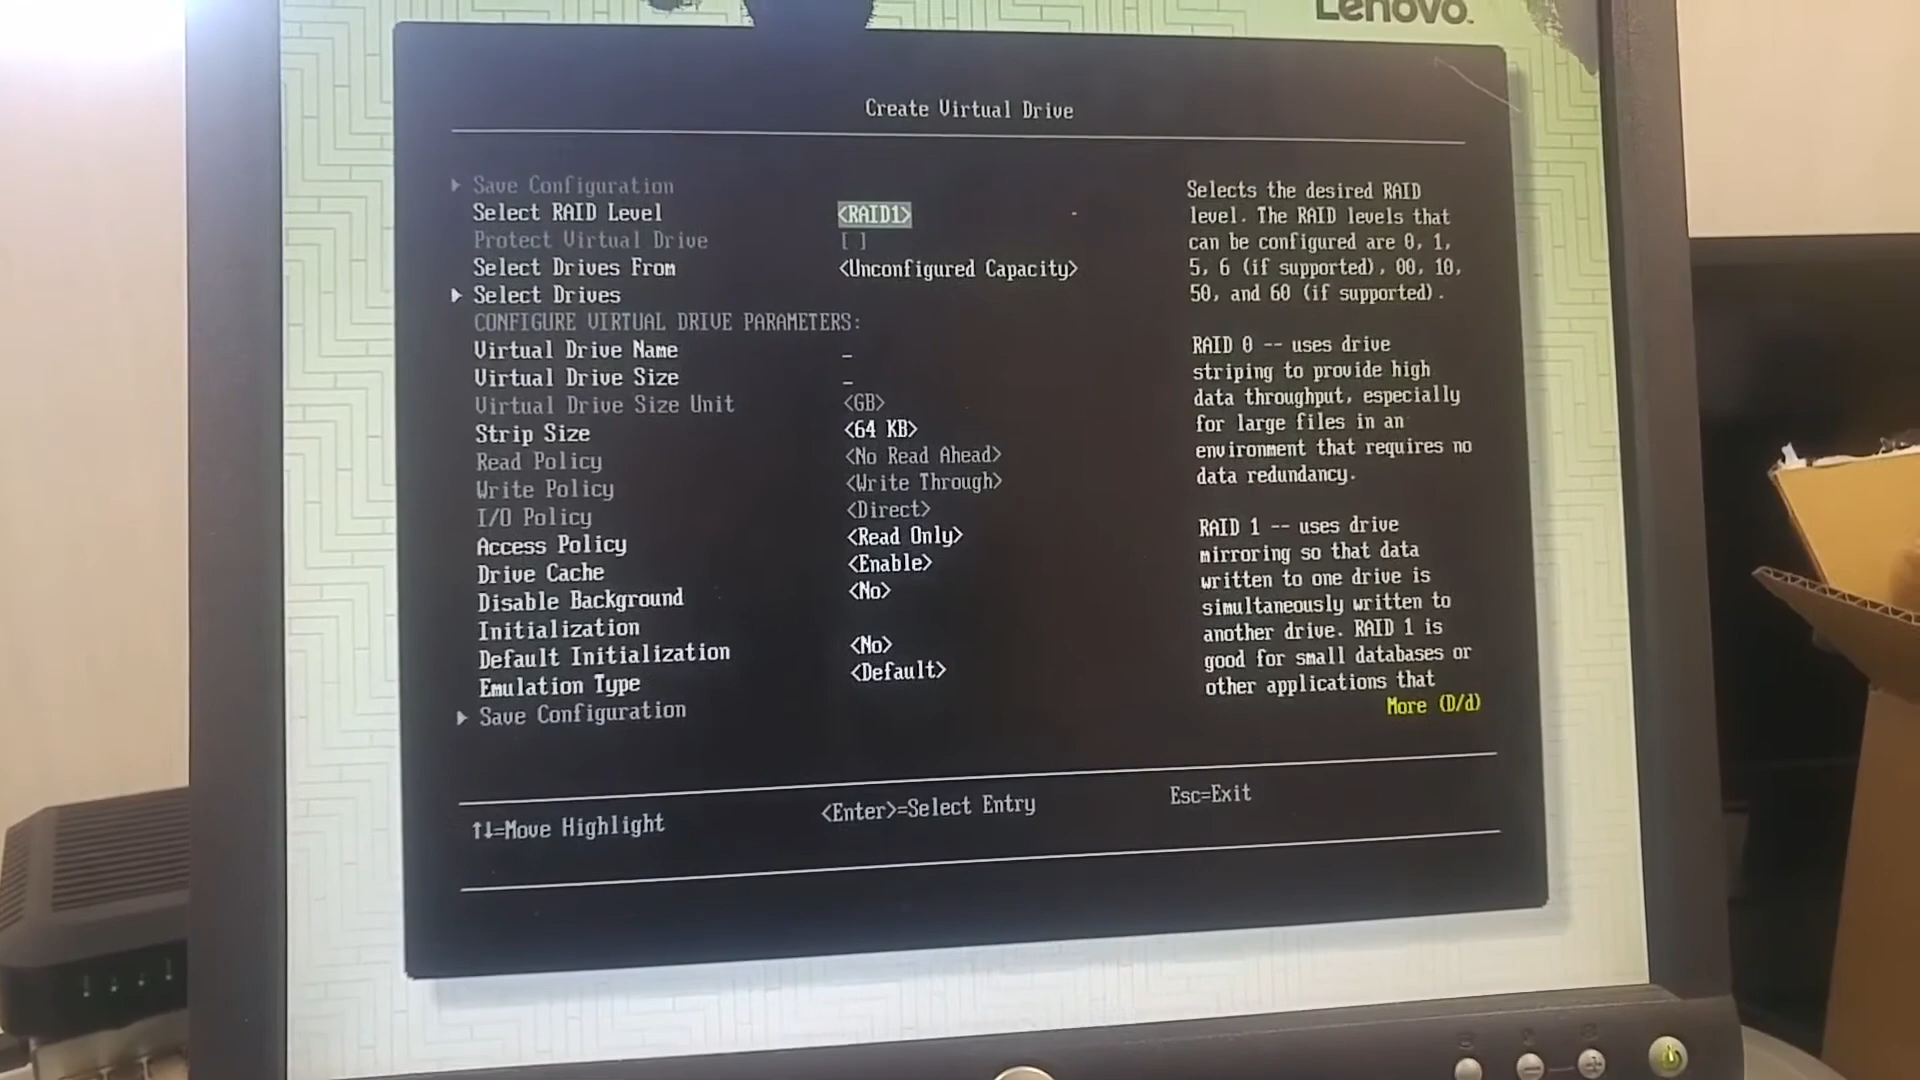 Lenovo.
Create Virtual Drive
Save Configuration
Select RAID Level <RAID1>
Protect Virtual Drive [ ]
Select Drives From <Unconfigured Capacity>
Select Drives
CONFIGURE VIRTUAL DRIVE PARAMETERS:
Virtual Drive Name _
Virtual Drive Size _
Virtual Drive Size Unit <GB>
Strip Size <64 KB>
Read Policy <No Read Ahead>
Write Policy <Write Through>
I/O Policy <Direct>
Access Policy <Read Only>
Drive Cache <Enable>
Disable Background <No>
Initialization
Default Initialization <No>
Emulation Type <Default>
Save Configuration
Selects the desired RAID
level. The RAID levels that
can be configured are 0, 1,
5, 6 (if supported), 00, 10,
50, and 60 (if supported).
RAID 0 -- uses drive
striping to provide high
data throughput, especially
for large files in an
environment that requires no
data redundancy.
RAID 1 -- uses drive
mirroring so that data
written to one drive is
simultaneously written to
another drive. RAID 1 is
good for small databases or
other applications that
More (D/d)
↑↓=Move Highlight <Enter>=Select Entry Esc=Exit